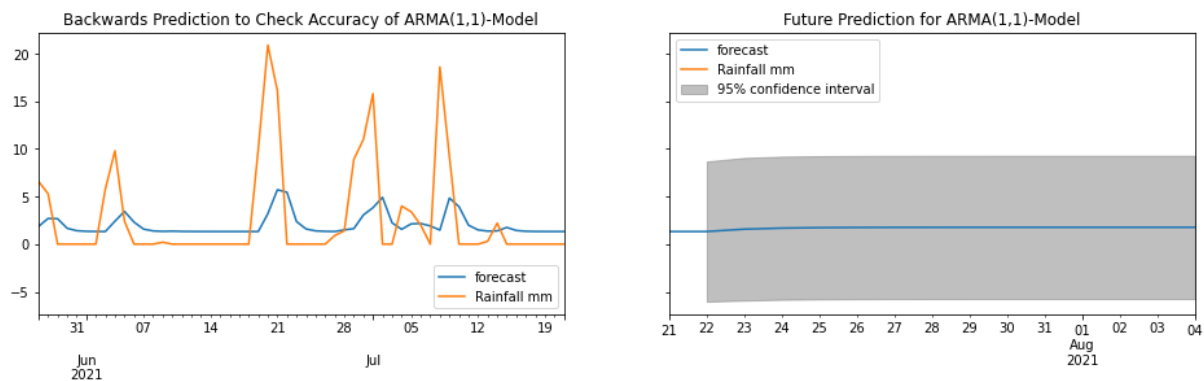 Backwards Prediction to Check Accuracy of ARMA(1,1)-Model
20
15
10
5
0
−5
forecast
Rainfall mm
31 07 14 21 28 05 12 19
Jun Jul
2021
Future Prediction for ARMA(1,1)-Model
forecast
Rainfall mm
95% confidence interval
21 22 23 24 25 26 27 28 29 30 31 01 02 03 04
Aug
2021